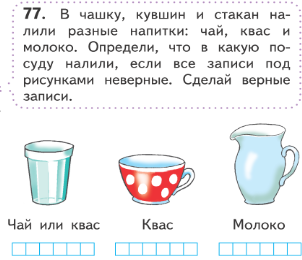 77. В чашку, кувшин и стакан на-
лили разные напитки: чай, квас и
молоко. Определи, что в какую по-
суду налили, если все записи под
рисунками неверные. Сделай верные
записи.
Чай или квас Квас Молоко